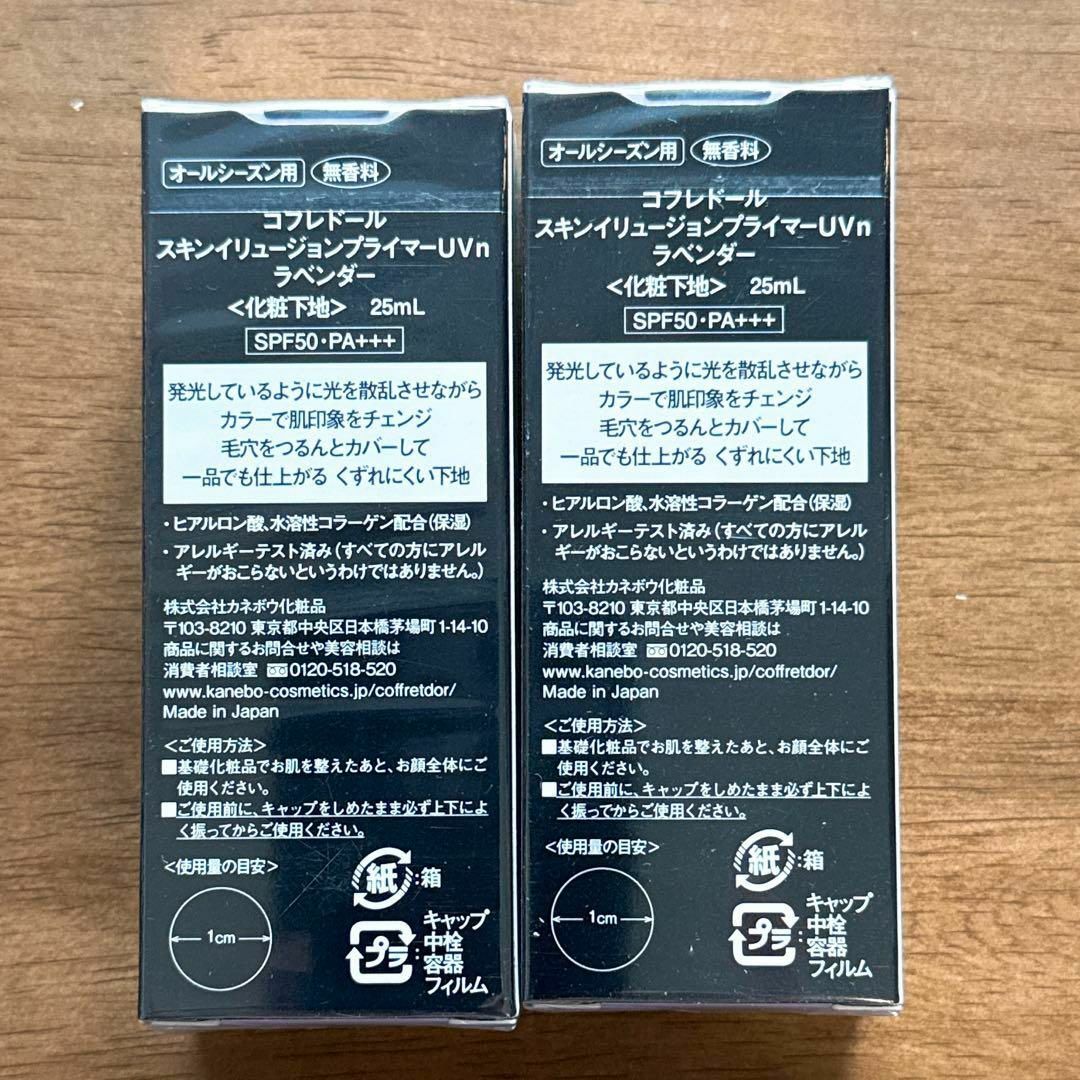 オールシーズン用 無香料
コフレドール
スキンイリュージョンプライマーUVn
ラベンダー
<化粧下地> 25mL
SPF50・PA+++
発光しているように光を散乱させながら
カラーで肌印象をチェンジ
毛穴をつるんとカバーして
一品でも仕上がる くずれにくい下地
・ヒアルロン酸、水溶性コラーゲン配合(保湿)
・アレルギーテスト済み(すべての方にアレル
ギーがおこらないというわけではありません。)
株式会社カネボウ化粧品
〒103-8210 東京都中央区日本橋茅場町1-14-10
商品に関するお問合せや美容相談は
消費者相談室 0120-518-520
www.kanebo-cosmetics.jp/coffretdor/
Made in Japan
<ご使用方法>
■基礎化粧品でお肌を整えたあと、お顔全体にご
使用ください。
■ご使用前に、キャップをしめたまま必ず上下によ
く振ってからご使用ください。
<使用量の目安>
1cm
紙:箱
プラ:
キャップ
中栓
容器
フィルム
オールシーズン用 無香料
コフレドール
スキンイリュージョンプライマーUVn
ラベンダー
<化粧下地> 25mL
SPF50・PA+++
発光しているように光を散乱させながら
カラーで肌印象をチェンジ
毛穴をつるんとカバーして
一品でも仕上がる くずれにくい下地
・ヒアルロン酸、水溶性コラーゲン配合(保湿)
・アレルギーテスト済み(すべての方にアレル
ギーがおこらないというわけではありません。)
株式会社カネボウ化粧品
〒103-8210 東京都中央区日本橋茅場町1-14-10
商品に関するお問合せや美容相談は
消費者相談室 0120-518-520
www.kanebo-cosmetics.jp/coffretdor/
Made in Japan
<ご使用方法>
■基礎化粧品でお肌を整えたあと、お顔全体にご
使用ください。
■ご使用前に、キャップをしめたまま必ず上下によ
く振ってからご使用ください。
<使用量の目安>
1cm
紙:箱
プラ:
キャップ
中栓
容器
フィルム